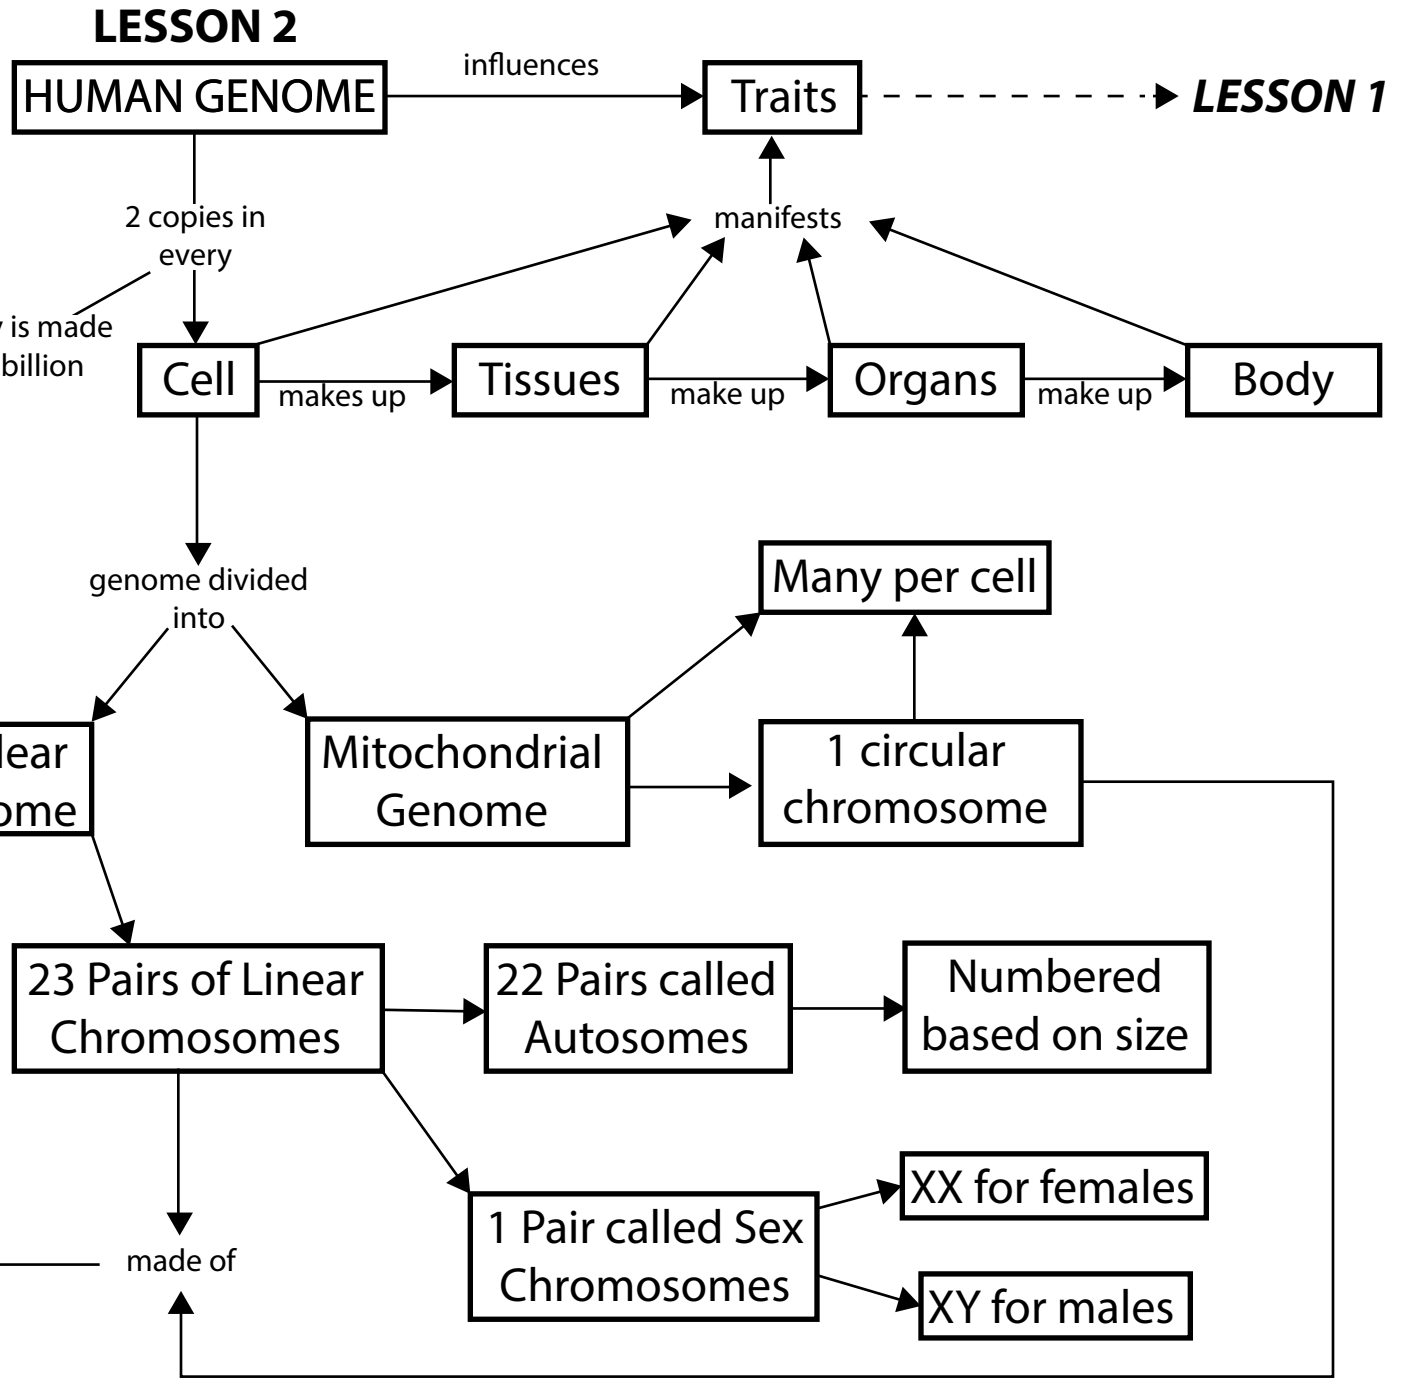 LESSON 2
HUMAN GENOME
influences
Traits
LESSON 1
2 copies in
every
manifests
is made
billion
Cell
makes up
Tissues
make up
Organs
make up
Body
genome divided
into
Many per cell
lear
ome
Mitochondrial
Genome
1 circular
chromosome
23 Pairs of Linear
Chromosomes
22 Pairs called
Autosomes
Numbered
based on size
1 Pair called Sex
Chromosomes
XX for females
XY for males
made of